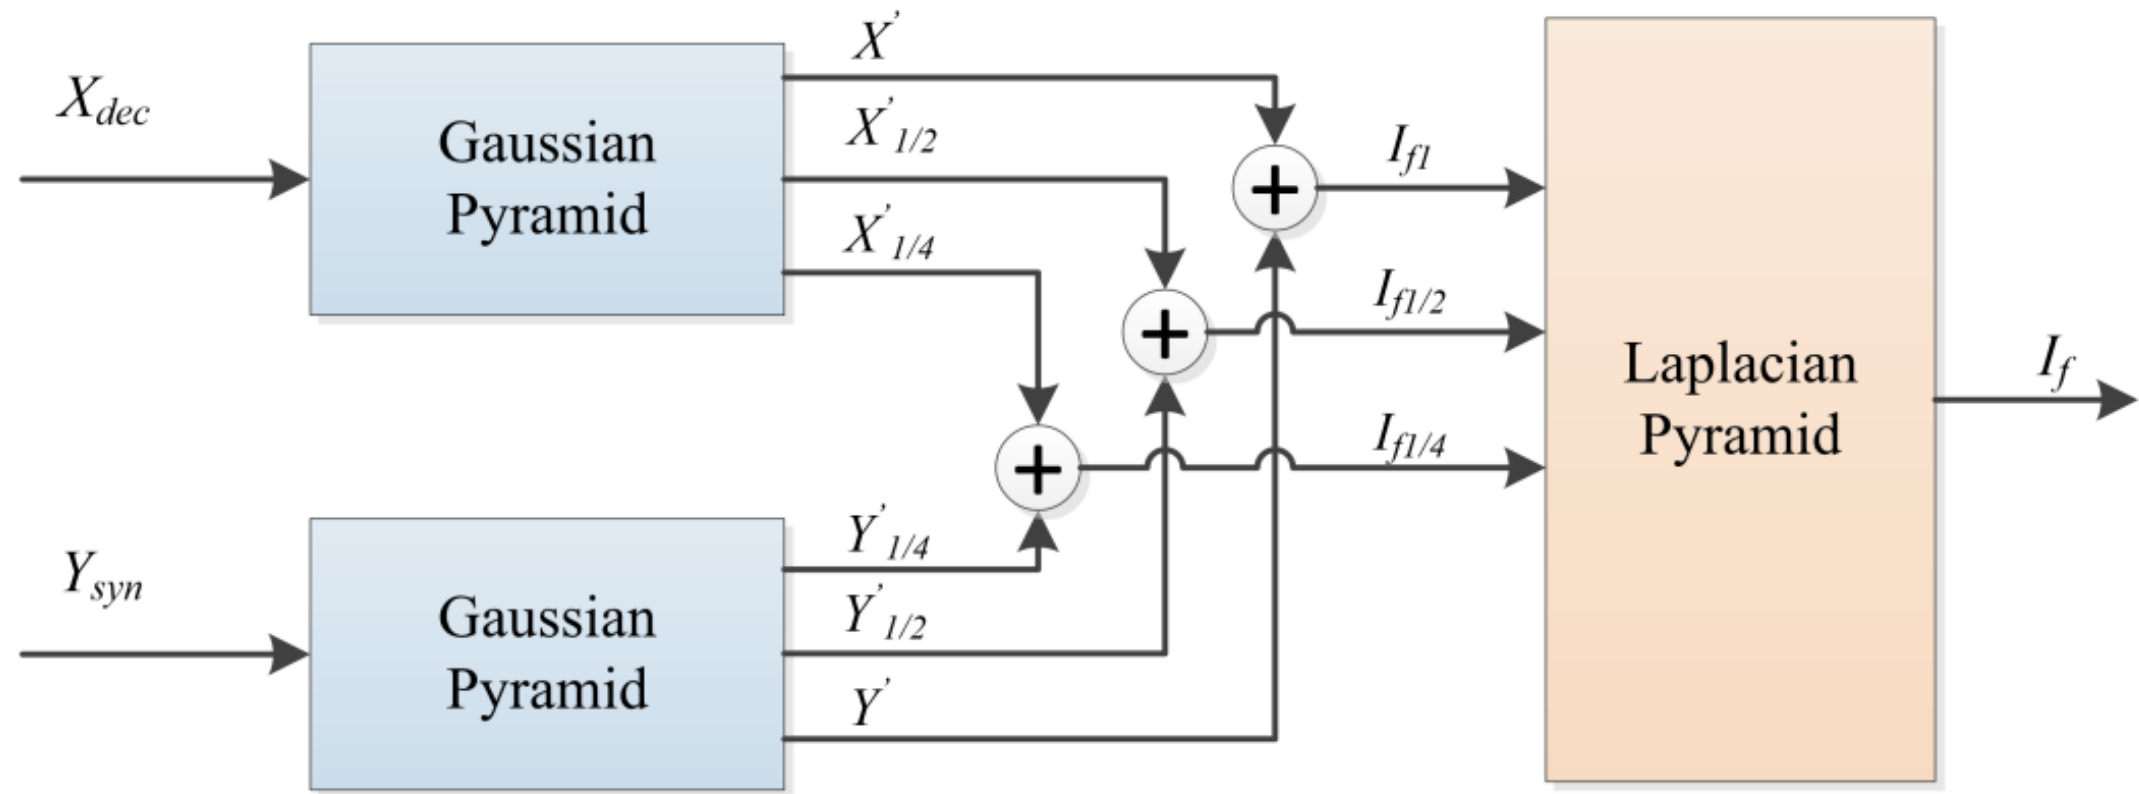 X_dec
Gaussian
Pyramid
X'
X'_1/2
X'_1/4
Y_syn
Gaussian
Pyramid
Y'_1/4
Y'_1/2
Y'
+
+
+
I_f1
I_f1/2
I_f1/4
Laplacian
Pyramid
I_f